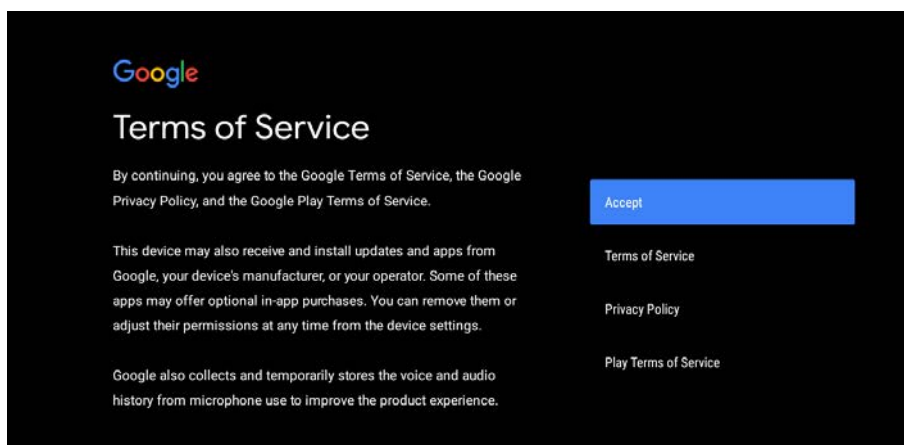 Google
Terms of Service
By continuing, you agree to the Google Terms of Service, the Google
Privacy Policy, and the Google Play Terms of Service.
This device may also receive and install updates and apps from
Google, your device's manufacturer, or your operator. Some of these
apps may offer optional in-app purchases. You can remove them or
adjust their permissions at any time from the device settings.
Google also collects and temporarily stores the voice and audio
history from microphone use to improve the product experience.
Accept
Terms of Service
Privacy Policy
Play Terms of Service